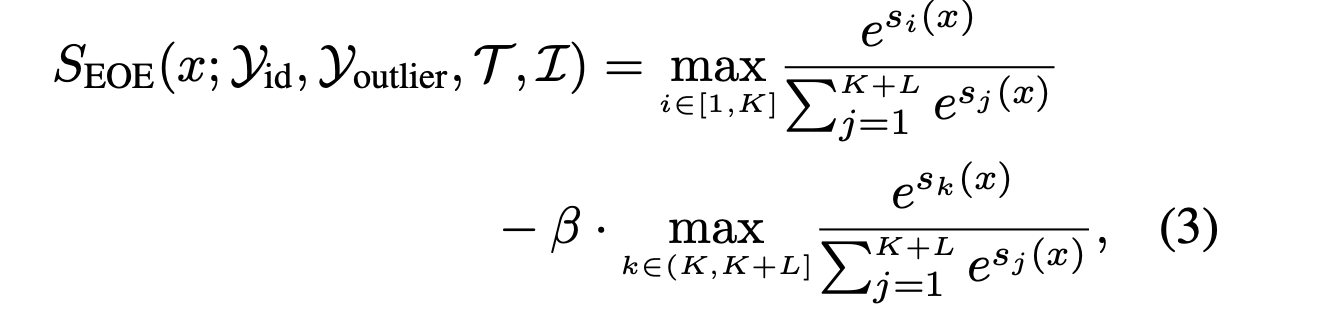 $S_{\text{EOE}}(x; \mathcal{Y}_{\text{id}}, \mathcal{Y}_{\text{outlier}}, \mathcal{T}, \mathcal{I}) = \max_{i \in [1, K]} \frac{e^{s_i(x)}}{\sum_{j=1}^{K+L} e^{s_j(x)}}$
$- \beta \cdot \max_{k \in (K, K+L]} \frac{e^{s_k(x)}}{\sum_{j=1}^{K+L} e^{s_j(x)}}, \quad (3)$